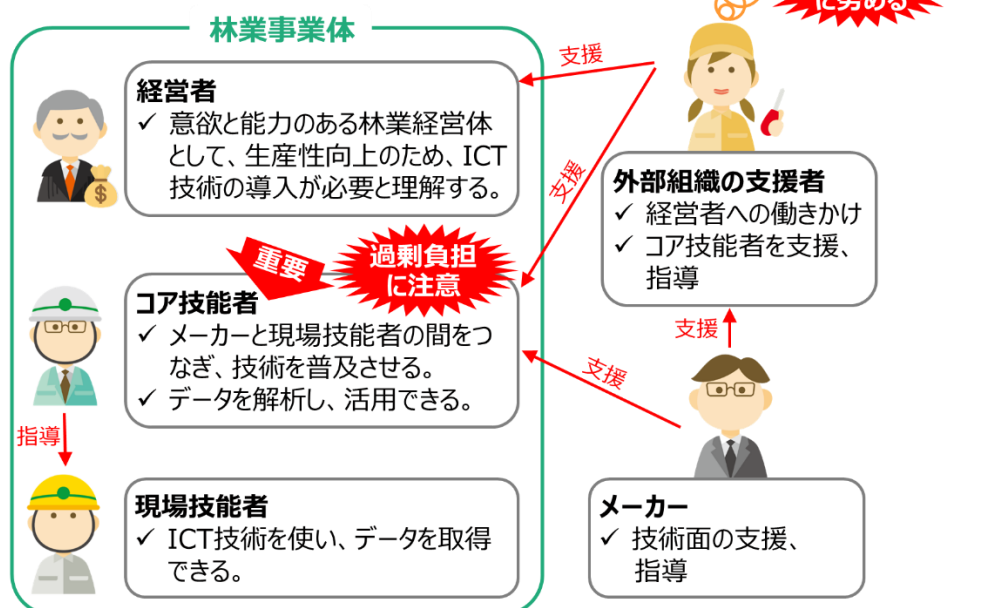 に努める
林業事業体
支援
経営者
✓ 意欲と能力のある林業経営体
として、生産性向上のため、ICT
技術の導入が必要と理解する。
$
支援
外部組織の支援者
✓ 経営者への働きかけ
✓ コア技能者を支援、
指導
重要
過剰負担
に注意
コア技能者
✓ メーカーと現場技能者の間をつ
なぎ、技術を普及させる。
✓ データを解析し、活用できる。
支援
支援
指導
現場技能者
✓ ICT技術を使い、データを取得
できる。
メーカー
✓ 技術面の支援、
指導